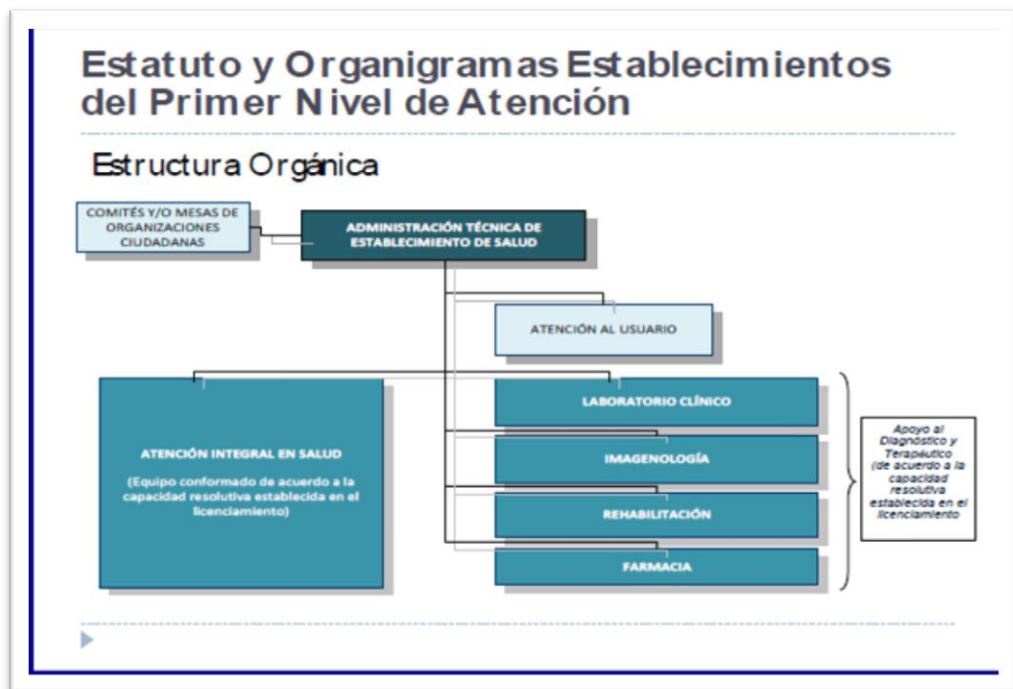 Estatuto y Organigramas Establecimientos
del Primer Nivel de Atención
Estructura Orgánica
COMITÉS Y/O MESAS DE
ORGANIZACIONES
CIUDADANAS
ADMINISTRACIÓN TÉCNICA DE
ESTABLECIMIENTO DE SALUD
ATENCIÓN AL USUARIO
ATENCIÓN INTEGRAL EN SALUD
(Equipo conformado de acuerdo a la
capacidad resolutiva establecida en el
licenciamiento)
LABORATORIO CLÍNICO
IMAGENOLOGÍA
REHABILITACIÓN
FARMACIA
Apoyo al
Diagnóstico y
Terapéutico
(de acuerdo a la
capacidad
resolutiva
establecida en el
licenciamiento